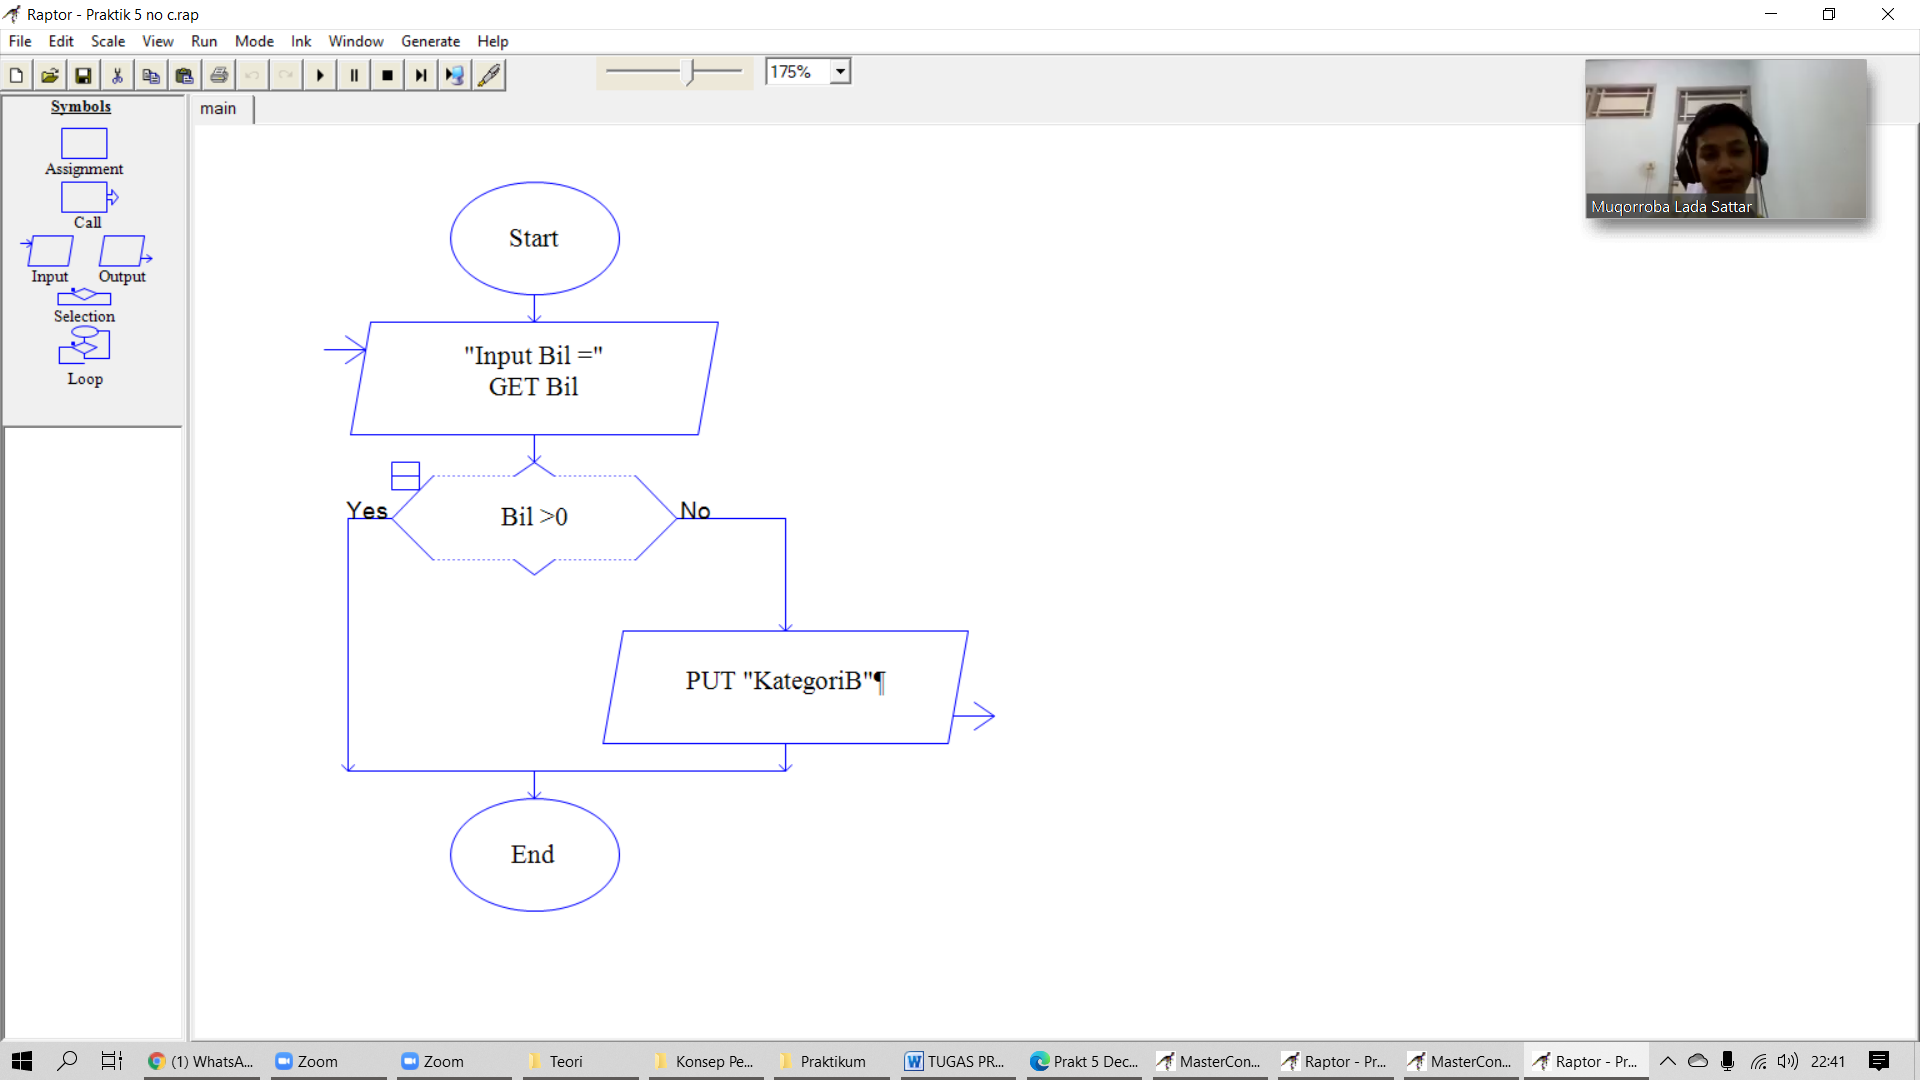 Raptor - Praktik 5 no c.rap
File Edit Scale View Run Mode Ink Window Generate Help
175%
Symbols
Assignment
Call
Input Output
Selection
Loop
main
Start
"Input Bil ="
GET Bil
Yes
Bil >0
No
PUT "KategoriB"¶
End
Muqorroba Lada Sattar
(1) WhatsA... Zoom Zoom Teori Konsep Pe... Praktikum TUGAS PR... Prakt 5 Dec... MasterCon... Raptor - Pr... MasterCon... Raptor - Pr... 22:41